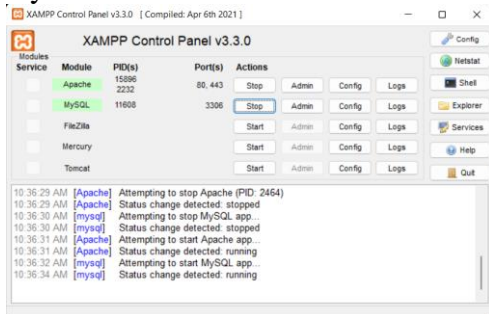 XAMPP Control Panel v3.3.0 [ Compiled: Apr 6th 2021 ]
XAMPP Control Panel v3.3.0
Config
Modules
Service Module PID(s) Port(s) Actions
Netstat
Apache 15896 2232 80, 443 Stop Admin Config Logs
Shell
MySQL 11608 3306 Stop Admin Config Logs
Explorer
FileZilla Start Admin Config Logs
Services
Mercury Start Admin Config Logs
Help
Tomcat Start Admin Config Logs
Quit
10:36:29 AM [Apache] Attempting to stop Apache (PID: 2464)
10:36:29 AM [Apache] Status change detected: stopped
10:36:30 AM [mysql] Attempting to stop MySQL app...
10:36:30 AM [mysql] Status change detected: stopped
10:36:31 AM [Apache] Attempting to start Apache app...
10:36:31 AM [Apache] Status change detected: running
10:36:32 AM [mysql] Attempting to start MySQL app...
10:36:34 AM [mysql] Status change detected: running